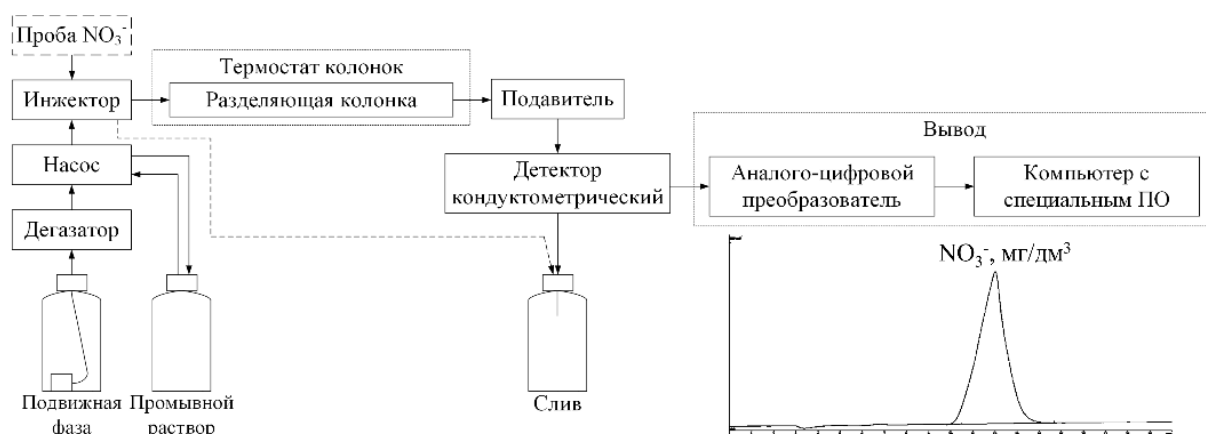 Проба NO₃⁻
Термостат колонок
Инжектор
Разделяющая колонка
Подавитель
Вывод
Насос
Детектор
кондуктометрический
Аналого-цифровой
преобразователь
Компьютер с
специальным ПО
Дегазатор
NO₃⁻, мг/дм³
Подвижная
фаза
Промывной
раствор
Слив